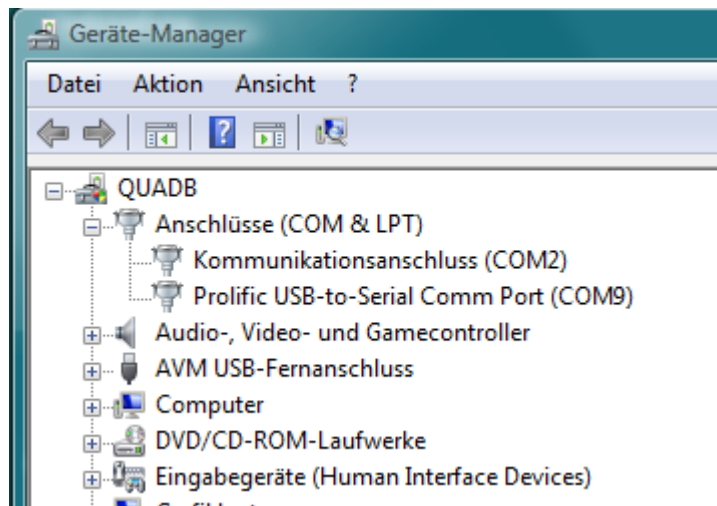 Geräte-Manager
Datei Aktion Ansicht ?
QUADB
Anschlüsse (COM & LPT)
Kommunikationsanschluss (COM2)
Prolific USB-to-Serial Comm Port (COM9)
Audio-, Video- und Gamecontroller
AVM USB-Fernanschluss
Computer
DVD/CD-ROM-Laufwerke
Eingabegeräte (Human Interface Devices)